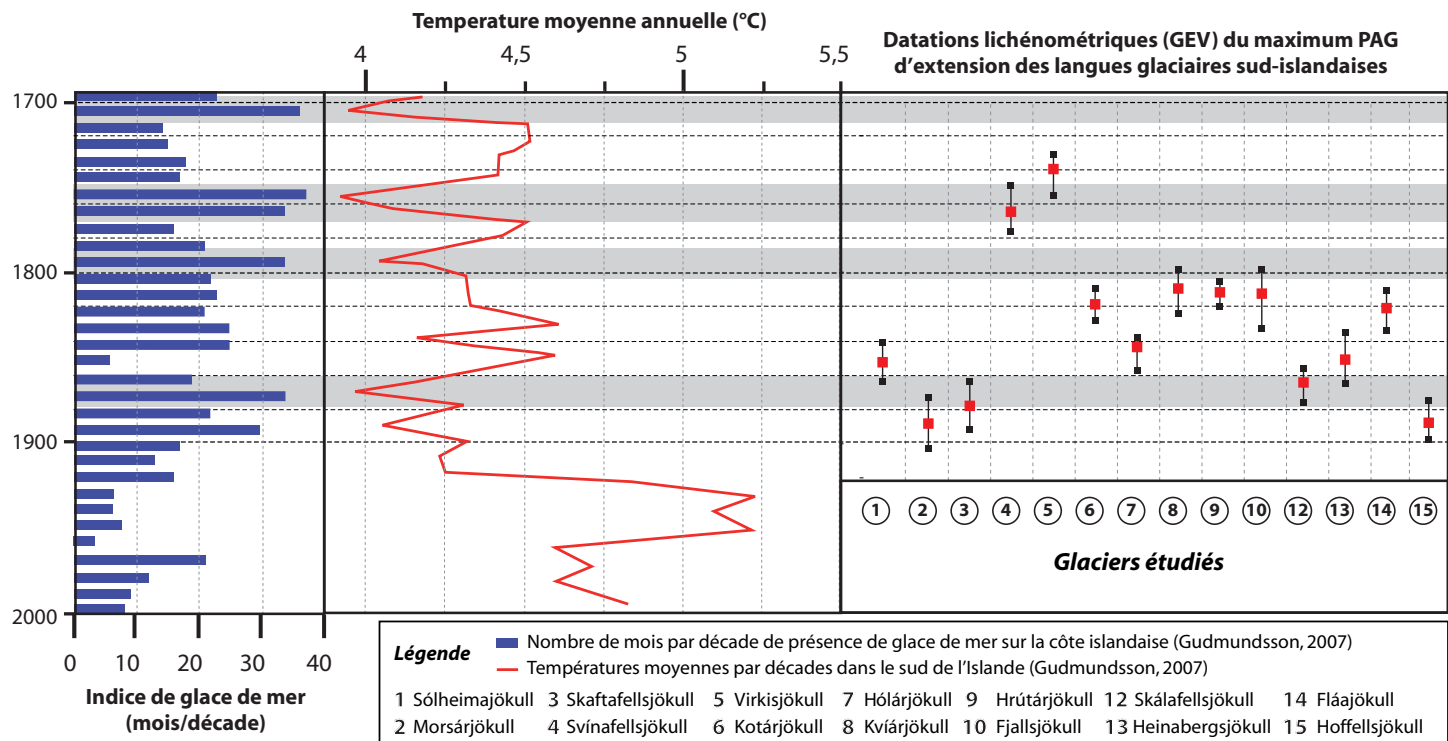 Temperature moyenne annuelle (°C)
4 4,5 5 5,5
Datations lichénométriques (GEV) du maximum PAG
d'extension des langues glaciaires sud-islandaises
1700
1800
1900
2000
0 10 20 30 40
Indice de glace de mer
(mois/décade)
1 2 3 4 5 6 7 8 9 10 12 13 14 15
Glaciers étudiés
Légende
Nombre de mois par décade de présence de glace de mer sur la côte islandaise (Gudmundsson, 2007)
Températures moyennes par décades dans le sud de l'Islande (Gudmundsson, 2007)
1 Sólheimajökull 3 Skaftafellsjökull 5 Virkisjökull 7 Hólárjökull 9 Hrútárjökull 12 Skálafellsjökull 14 Fláajökull
2 Morsárjökull 4 Svínafellsjökull 6 Kotárjökull 8 Kvíárjökull 10 Fjallsjökull 13 Heinabergsjökull 15 Hoffellsjökull